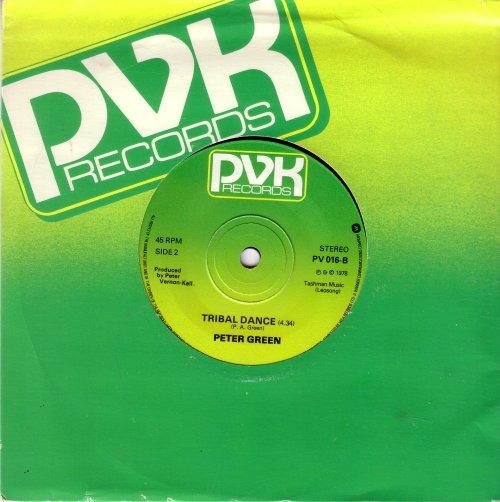 PVK
RECORDS
PVK
RECORDS
45 RPM
SIDE 2
STEREO
PV 016-B
Ⓟ & © 1978
Produced
by Peter
Vernon-Kell.
Tashman Music
(Leosong)
TRIBAL DANCE (4.34)
(P. A. Green)
PETER GREEN